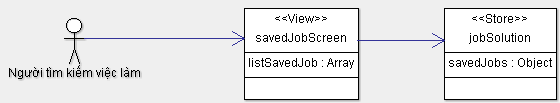 <<View>>
savedJobScreen
listSavedJob : Array
<<Store>>
jobSolution
savedJobs : Object
Người tìm kiếm việc làm